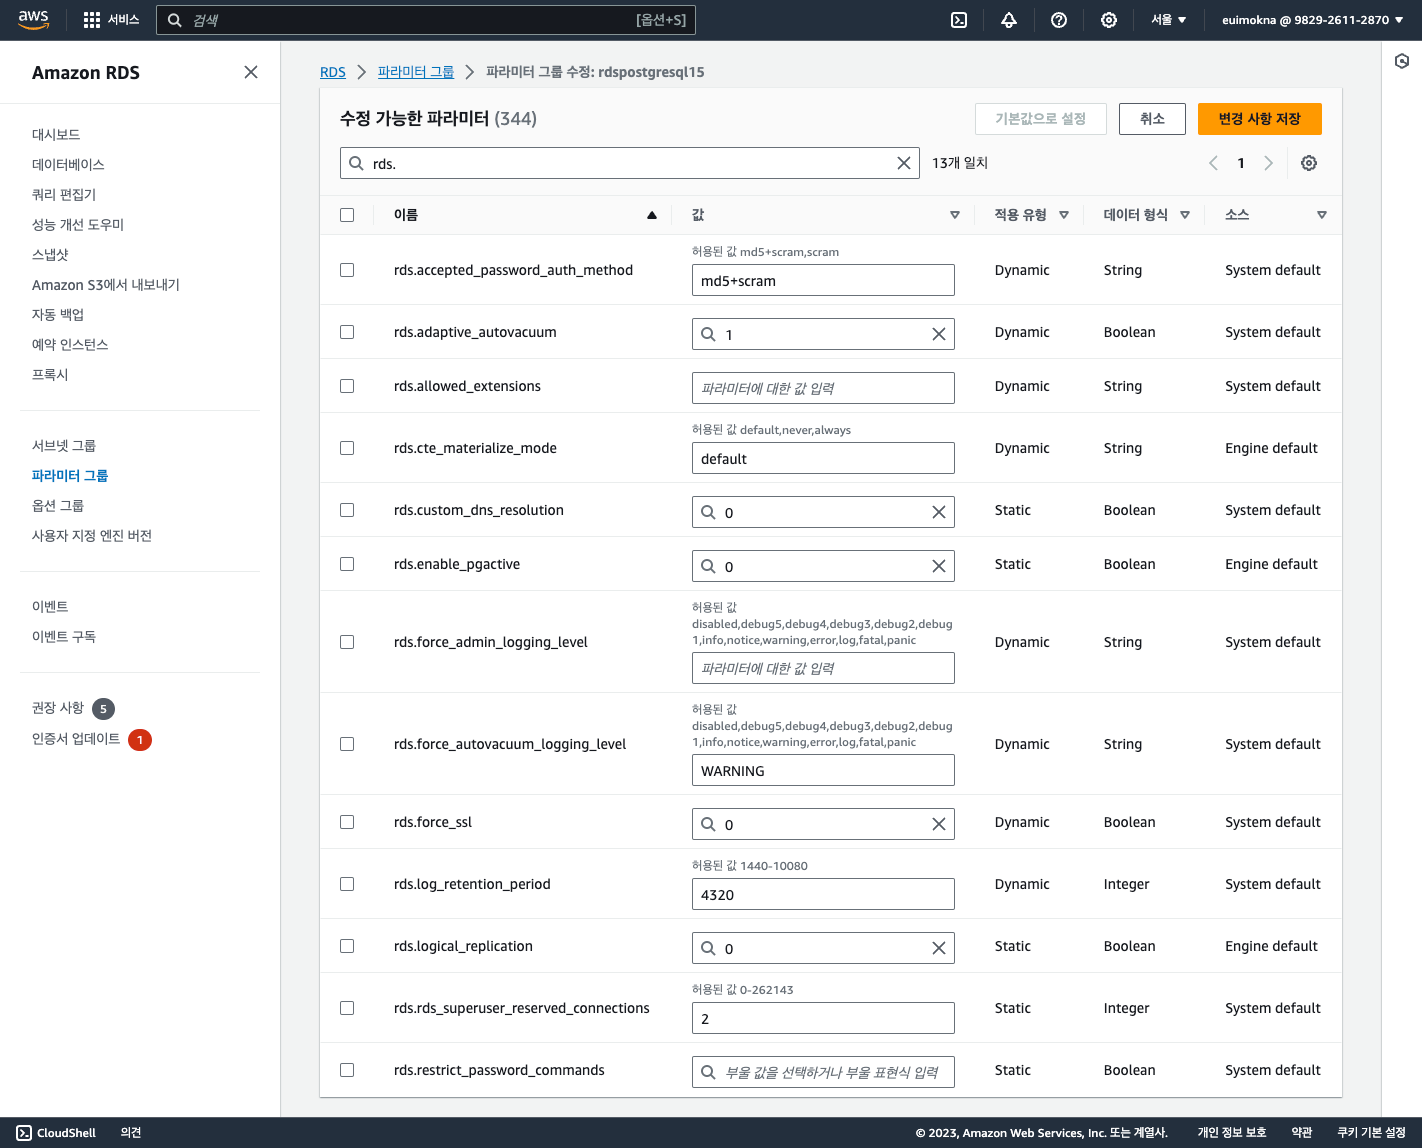 aws
서비스
검색
[옵션+S]
서울
euimokna @ 9829-2611-2870
Amazon RDS
대시보드
데이터베이스
쿼리 편집기
성능 개선 도우미
스냅샷
Amazon S3에서 내보내기
자동 백업
예약 인스턴스
프록시
서브넷 그룹
파라미터 그룹
옵션 그룹
사용자 지정 엔진 버전
이벤트
이벤트 구독
권장 사항 5
인증서 업데이트 1
RDS > 파라미터 그룹 > 파라미터 그룹 수정: rdspostgresql15
수정 가능한 파라미터 (344)
기본값으로 설정
취소
변경 사항 저장
rds.
13개 일치
1
이름 값 적용 유형 데이터 형식 소스
허용된 값 md5+scram,scram
rds.accepted_password_auth_method md5+scram Dynamic String System default
rds.adaptive_autovacuum 1 Dynamic Boolean System default
rds.allowed_extensions 파라미터에 대한 값 입력 Dynamic String System default
허용된 값 default,never,always
rds.cte_materialize_mode default Dynamic String Engine default
rds.custom_dns_resolution 0 Static Boolean System default
rds.enable_pgactive 0 Static Boolean Engine default
허용된 값
disabled,debug5,debug4,debug3,debug2,debug
1,info,notice,warning,error,log,fatal,panic
rds.force_admin_logging_level 파라미터에 대한 값 입력 Dynamic String System default
허용된 값
disabled,debug5,debug4,debug3,debug2,debug
1,info,notice,warning,error,log,fatal,panic
rds.force_autovacuum_logging_level WARNING Dynamic String System default
rds.force_ssl 0 Dynamic Boolean System default
허용된 값 1440-10080
rds.log_retention_period 4320 Dynamic Integer System default
rds.logical_replication 0 Static Boolean Engine default
허용된 값 0-262143
rds.rds_superuser_reserved_connections 2 Static Integer System default
rds.restrict_password_commands 부울 값을 선택하거나 부울 표현식 입력 Static Boolean System default
CloudShell
의견
© 2023, Amazon Web Services, Inc. 또는 계열사.
개인 정보 보호
약관
쿠키 기본 설정